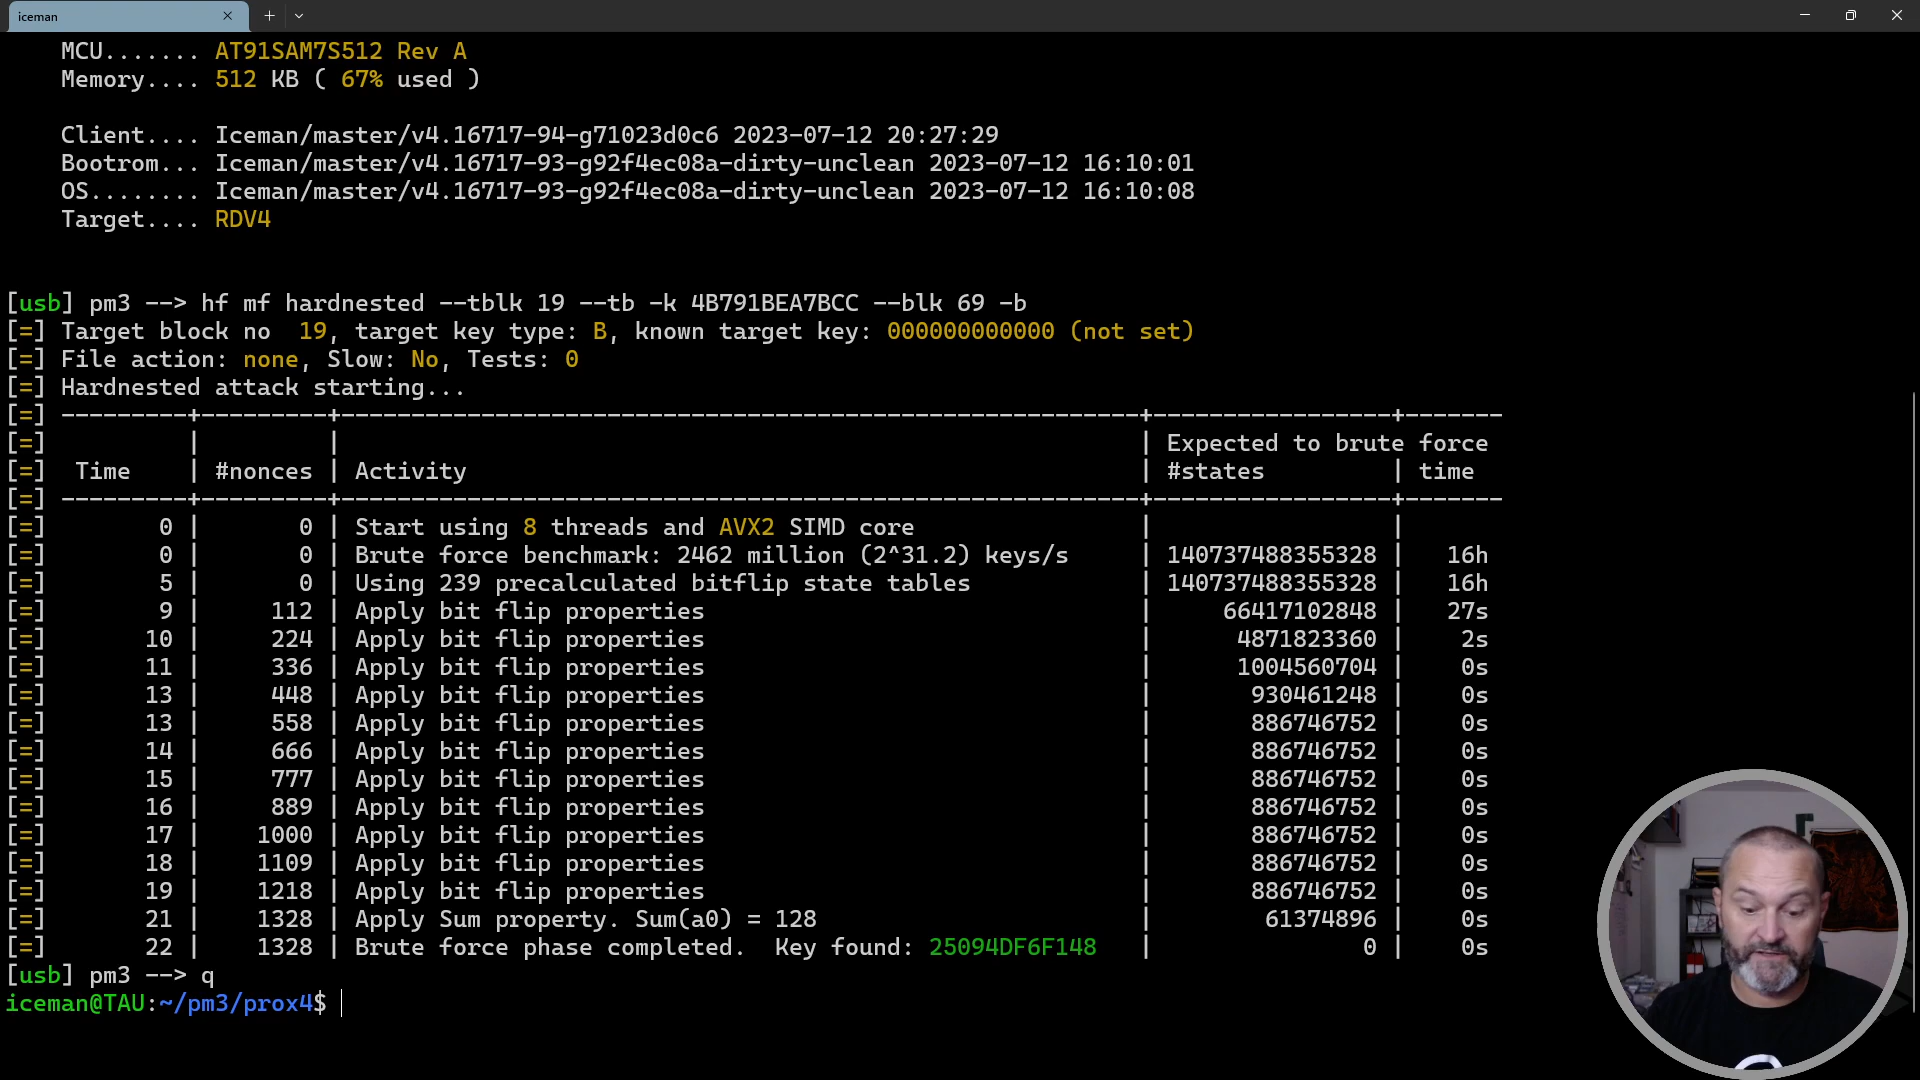 iceman
MCU....... AT91SAM7S512 Rev A
Memory.... 512 KB ( 67% used )
Client.... Iceman/master/v4.16717-94-g71023d0c6 2023-07-12 20:27:29
Bootrom... Iceman/master/v4.16717-93-g92f4ec08a-dirty-unclean 2023-07-12 16:10:01
OS........ Iceman/master/v4.16717-93-g92f4ec08a-dirty-unclean 2023-07-12 16:10:08
Target.... RDV4
[usb] pm3 --> hf mf hardnested --tblk 19 --tb -k 4B791BEA7BCC --blk 69 -b
[=] Target block no  19, target key type: B, known target key: 000000000000 (not set)
[=] File action: none, Slow: No, Tests: 0
[=] Hardnested attack starting...
[=] ---------+---------+---------------------------------------------------------+-----------------+-------
[=]          |         |                                                         | Expected to brute force
[=]  Time    | #nonces | Activity                                                | #states         | time
[=] ---------+---------+---------------------------------------------------------+-----------------+-------
[=]        0 |       0 | Start using 8 threads and AVX2 SIMD core                |                 |
[=]        0 |       0 | Brute force benchmark: 2462 million (2^31.2) keys/s     | 140737488355328 |   16h
[=]        5 |       0 | Using 239 precalculated bitflip state tables            | 140737488355328 |   16h
[=]        9 |     112 | Apply bit flip properties                               |     66417102848 |   27s
[=]       10 |     224 | Apply bit flip properties                               |      4871823360 |    2s
[=]       11 |     336 | Apply bit flip properties                               |      1004560704 |    0s
[=]       13 |     448 | Apply bit flip properties                               |       930461248 |    0s
[=]       13 |     558 | Apply bit flip properties                               |       886746752 |    0s
[=]       14 |     666 | Apply bit flip properties                               |       886746752 |    0s
[=]       15 |     777 | Apply bit flip properties                               |       886746752 |    0s
[=]       16 |     889 | Apply bit flip properties                               |       886746752 |    0s
[=]       17 |    1000 | Apply bit flip properties                               |       886746752 |    0s
[=]       18 |    1109 | Apply bit flip properties                               |       886746752 |    0s
[=]       19 |    1218 | Apply bit flip properties                               |       886746752 |    0s
[=]       21 |    1328 | Apply Sum property. Sum(a0) = 128                       |        61374896 |    0s
[=]       22 |    1328 | Brute force phase completed.  Key found: 25094DF6F148   |               0 |    0s
[usb] pm3 --> q
iceman@TAU:~/pm3/prox4$